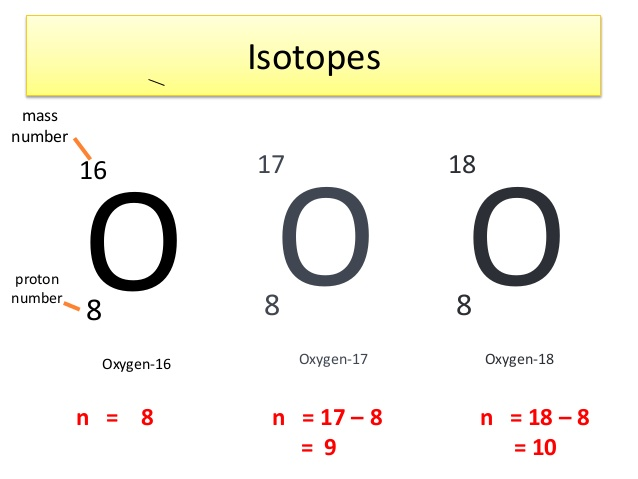 Isotopes
mass
number
16
O
proton
number
8
Oxygen-16
n = 8
17
O
8
Oxygen-17
n = 17 – 8
= 9
18
O
8
Oxygen-18
n = 18 – 8
= 10